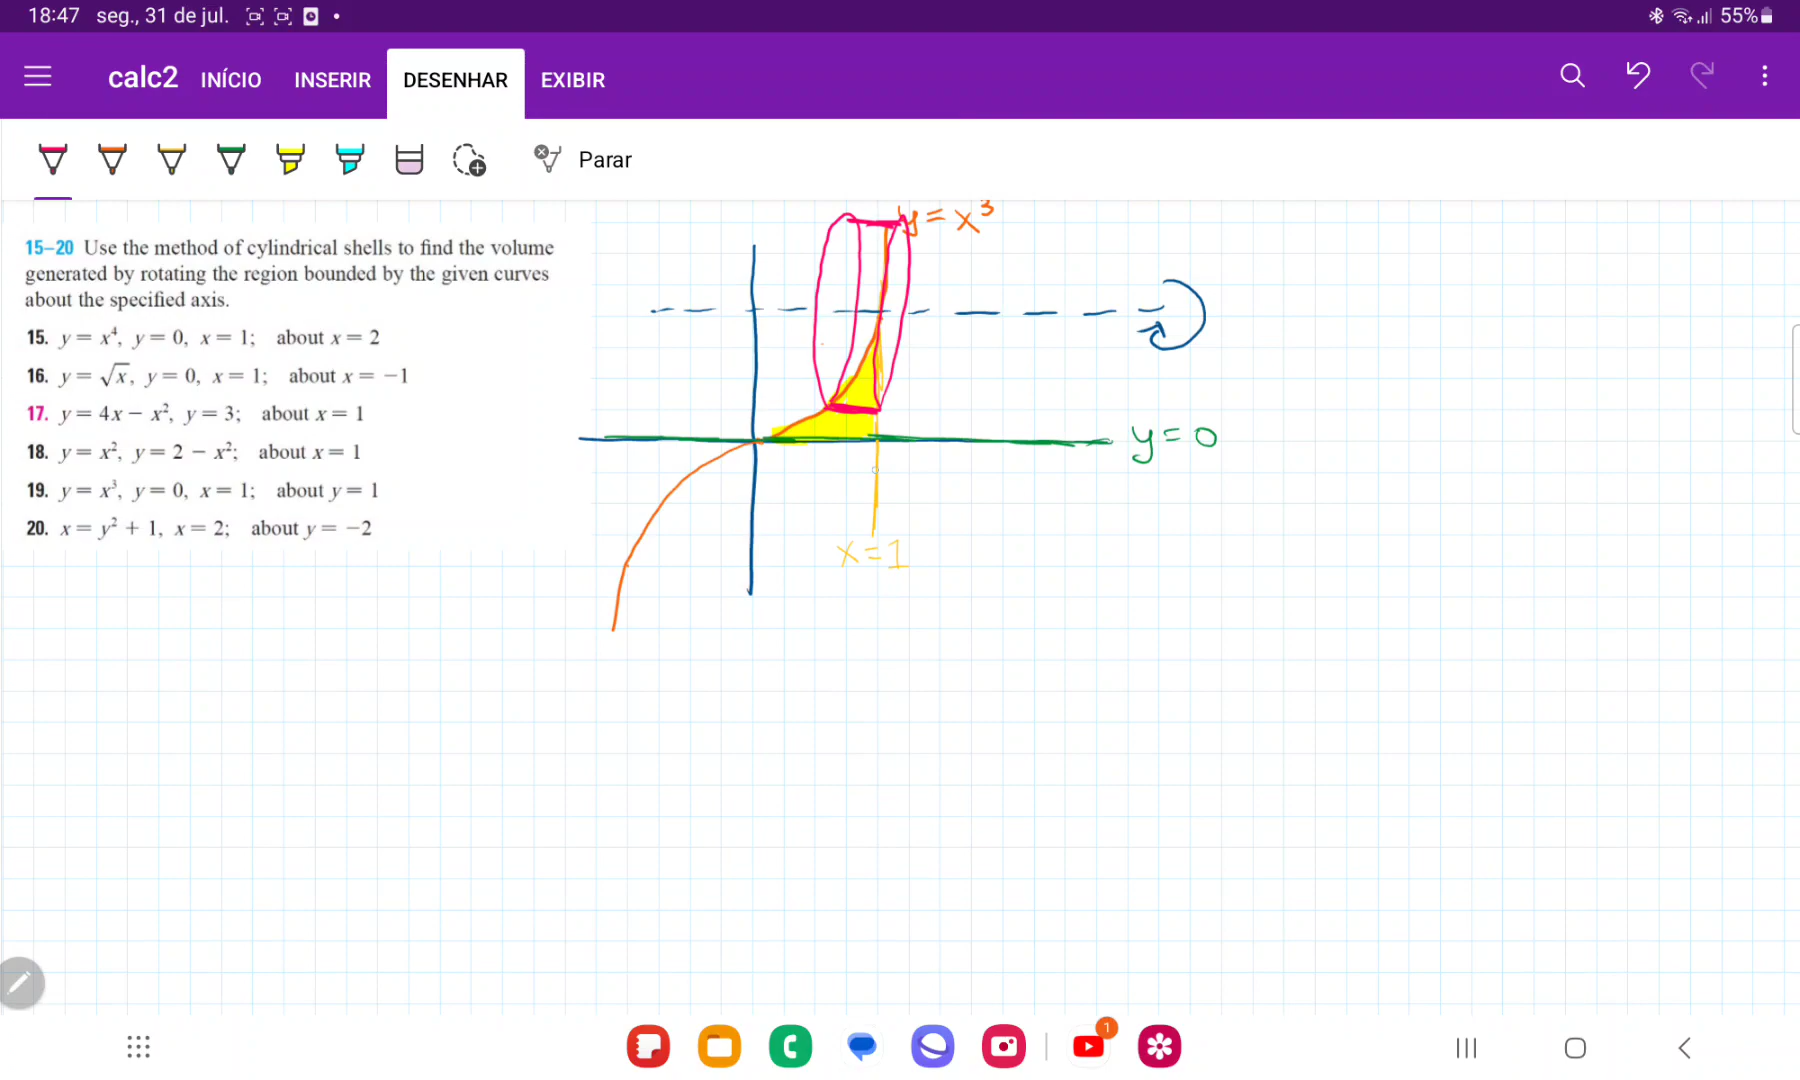 18:47 seg., 31 de jul. 55%
calc2 INÍCIO INSERIR DESENHAR EXIBIR
Parar
15–20 Use the method of cylindrical shells to find the volume
generated by rotating the region bounded by the given curves
about the specified axis.
15. y = x⁴, y = 0, x = 1; about x = 2
16. y = √x, y = 0, x = 1; about x = −1
17. y = 4x − x², y = 3; about x = 1
18. y = x², y = 2 − x²; about x = 1
19. y = x³, y = 0, x = 1; about y = 1
20. x = y² + 1, x = 2; about y = −2
y = x³
y = 0
x = 1
1